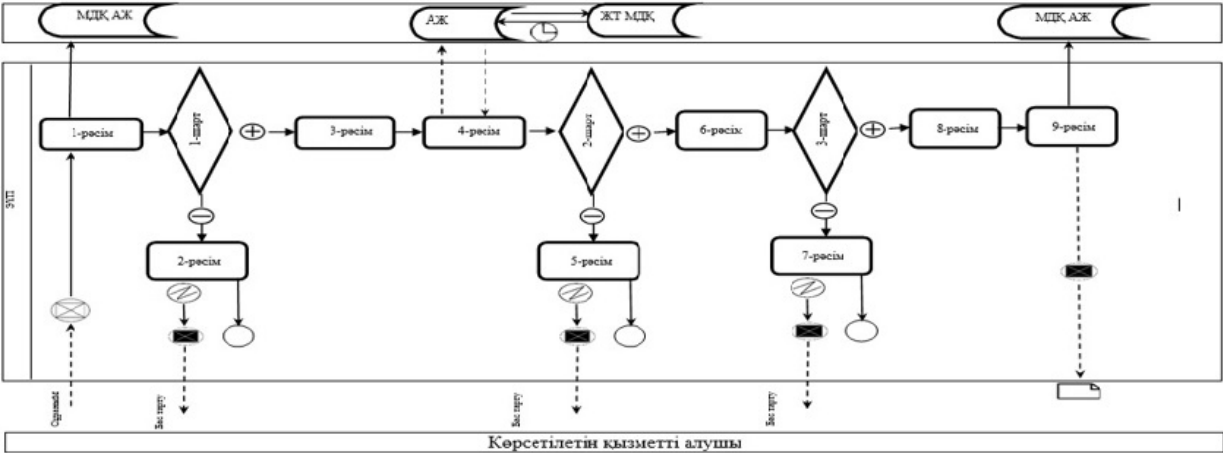 МДҚ АЖ
АЖ
ЖТ МДҚ
МДҚ АЖ
ЭҮП
1-рәсім
1-шарт
3-рәсім
4-рәсім
2-шарт
6-рәсім
3-шарт
8-рәсім
9-рәсім
2-рәсім
5-рәсім
7-рәсім
Бас тарту
Бас тарту
Бас тарту
Көрсетілетін қызметті алушы